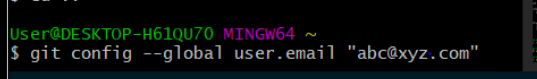 User@DESKTOP-H61QU70 MINGW64 ~
$ git config --global user.email "abc@xyz.com"